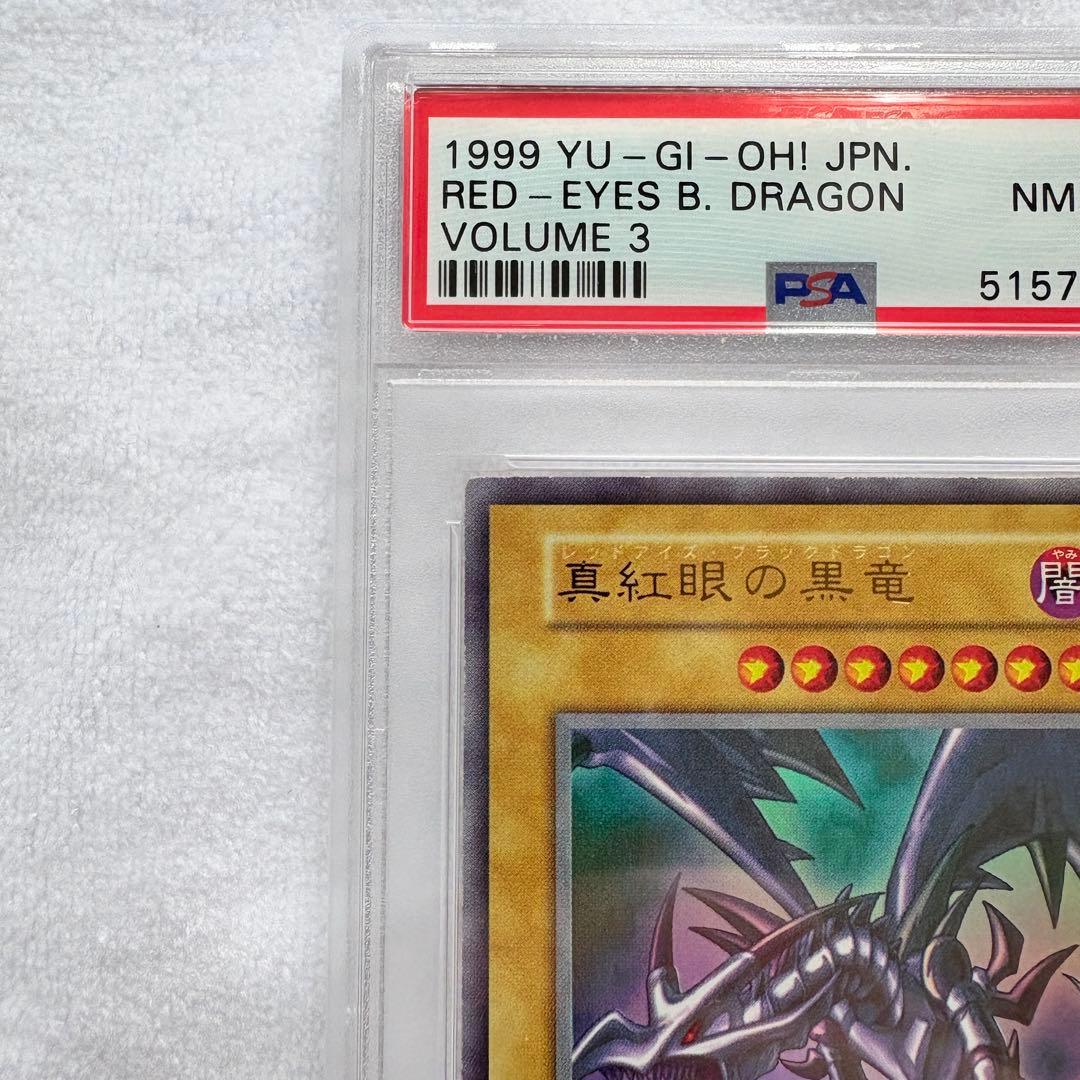 1999 YU-GI-OH! JPN.
RED-EYES B. DRAGON NM
VOLUME 3
PSA 5157
レッドアイズ・ブラックドラゴン
真紅眼の黒竜
やみ
闇